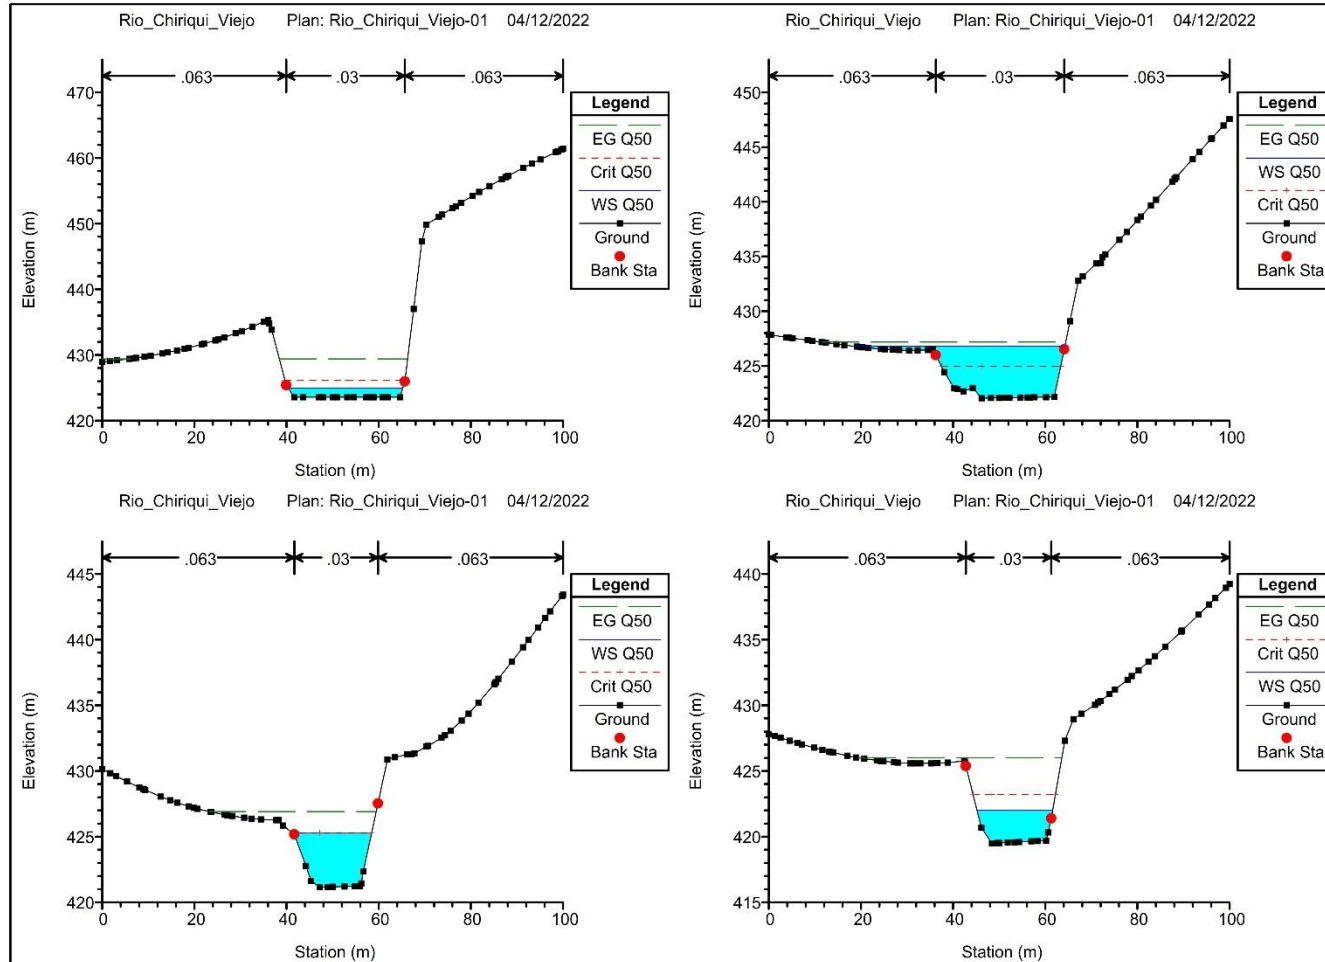 Rio_Chiriqui_Viejo Plan: Rio_Chiriqui_Viejo-01 04/12/2022
.063 .03 .063
Elevation (m)
470
460
450
440
430
420
0 20 40 60 80 100
Station (m)
Legend
EG Q50
Crit Q50
WS Q50
Ground
Bank Sta
Rio_Chiriqui_Viejo Plan: Rio_Chiriqui_Viejo-01 04/12/2022
.063 .03 .063
Elevation (m)
450
445
440
435
430
425
420
0 20 40 60 80 100
Station (m)
Legend
EG Q50
WS Q50
Crit Q50
Ground
Bank Sta
Rio_Chiriqui_Viejo Plan: Rio_Chiriqui_Viejo-01 04/12/2022
.063 .03 .063
Elevation (m)
445
440
435
430
425
420
0 20 40 60 80 100
Station (m)
Legend
EG Q50
WS Q50
Crit Q50
Ground
Bank Sta
Rio_Chiriqui_Viejo Plan: Rio_Chiriqui_Viejo-01 04/12/2022
.063 .03 .063
Elevation (m)
440
435
430
425
420
415
0 20 40 60 80 100
Station (m)
Legend
EG Q50
Crit Q50
WS Q50
Ground
Bank Sta